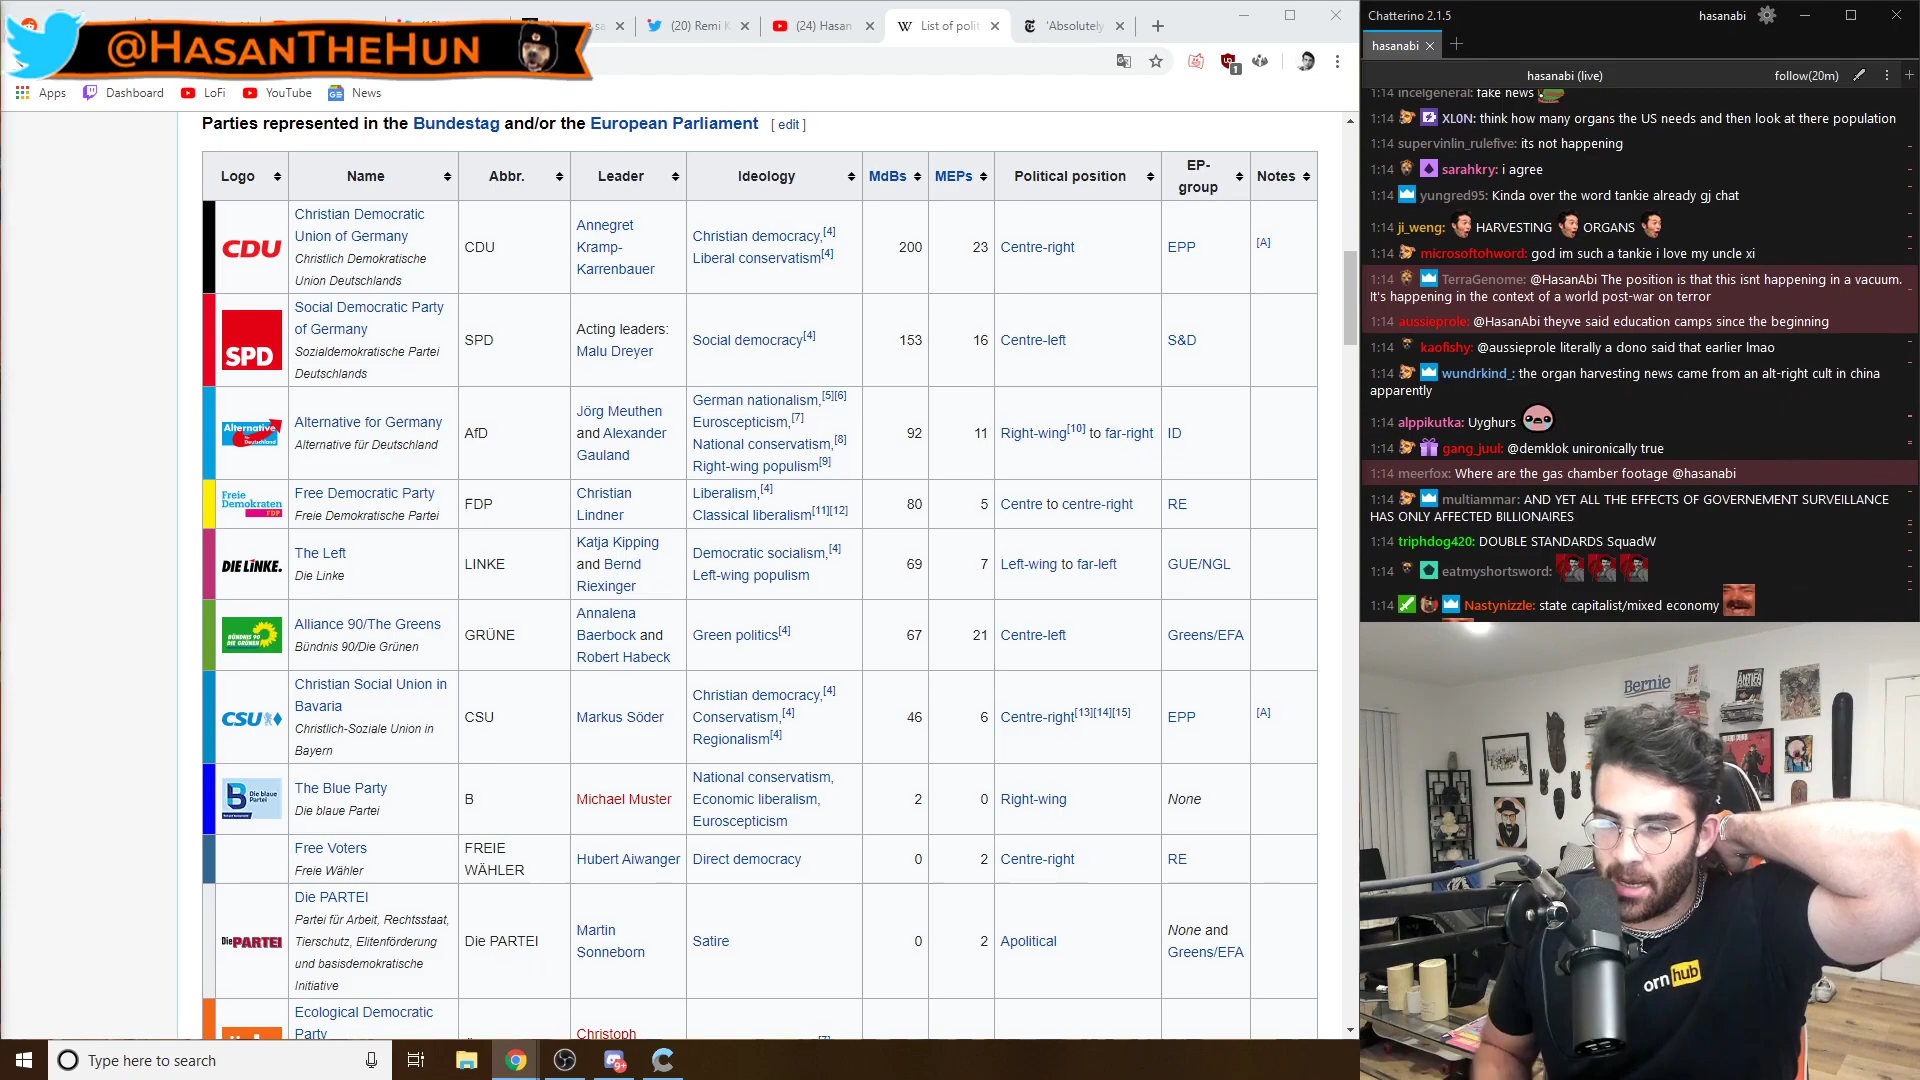 @HasanTheHun
(20) Remi K
(24) Hasan
List of polit
'Absolutely
Apps
Dashboard
LoFi
YouTube
News
Parties represented in the Bundestag and/or the European Parliament [ edit ]
Logo Name Abbr. Leader Ideology MdBs MEPs Political position EP-group Notes
CDU
Christian Democratic
Union of Germany
Christlich Demokratische
Union Deutschlands
CDU
Annegret
Kramp-
Karrenbauer
Christian democracy,[4]
Liberal conservatism[4]
200
23
Centre-right
EPP
[A]
SPD
Social Democratic Party
of Germany
Sozialdemokratische Partei
Deutschlands
SPD
Acting leaders:
Malu Dreyer
Social democracy[4]
153
16
Centre-left
S&D
Alternative
für Deutschland
Alternative for Germany
Alternative für Deutschland
AfD
Jörg Meuthen
and Alexander
Gauland
German nationalism,[5][6]
Euroscepticism,[7]
National conservatism,[8]
Right-wing populism[9]
92
11
Right-wing[10] to far-right
ID
Freie
Demokraten
FDP
Free Democratic Party
Freie Demokratische Partei
FDP
Christian
Lindner
Liberalism,[4]
Classical liberalism[11][12]
80
5
Centre to centre-right
RE
DIE LINKE.
The Left
Die Linke
LINKE
Katja Kipping
and Bernd
Riexinger
Democratic socialism,[4]
Left-wing populism
69
7
Left-wing to far-left
GUE/NGL
BÜNDNIS 90
DIE GRÜNEN
Alliance 90/The Greens
Bündnis 90/Die Grünen
GRÜNE
Annalena
Baerbock and
Robert Habeck
Green politics[4]
67
21
Centre-left
Greens/EFA
CSU
Christian Social Union in
Bavaria
Christlich-Soziale Union in
Bayern
CSU
Markus Söder
Christian democracy,[4]
Conservatism,[4]
Regionalism[4]
46
6
Centre-right[13][14][15]
EPP
[A]
B Die blaue
Partei
The Blue Party
Die blaue Partei
B
Michael Muster
National conservatism,
Economic liberalism,
Euroscepticism
2
0
Right-wing
None
Free Voters
Freie Wähler
FREIE
WÄHLER
Hubert Aiwanger
Direct democracy
0
2
Centre-right
RE
Die PARTEI
Die PARTEI
Partei für Arbeit, Rechtsstaat,
Tierschutz, Elitenförderung
und basisdemokratische
Initiative
Die PARTEI
Martin
Sonneborn
Satire
0
2
Apolitical
None and
Greens/EFA
Ecological Democratic
Party
Christoph
Type here to search
9+
Chatterino 2.1.5
hasanabi
hasanabi
hasanabi (live)
follow(20m)
1:14 incelgeneral: fake news
1:14 XL0N: think how many organs the US needs and then look at there population
1:14 supervinlin_rulefive: its not happening
1:14 sarahkry: i agree
1:14 yungred95: Kinda over the word tankie already gj chat
1:14 ji_weng: HARVESTING ORGANS
1:14 microsoftohword: god im such a tankie i love my uncle xi
1:14 TerraGenome: @HasanAbi The position is that this isnt happening in a vacuum.
It's happening in the context of a world post-war on terror
1:14 aussieprole: @HasanAbi theyve said education camps since the beginning
1:14 kaofishy: @aussieprole literally a dono said that earlier lmao
1:14 wundrkind_: the organ harvesting news came from an alt-right cult in china
apparently
1:14 alppikutka: Uyghurs
1:14 gang_juul: @demklok unironically true
1:14 meerfox: Where are the gas chamber footage @hasanabi
1:14 multiammar: AND YET ALL THE EFFECTS OF GOVERNEMENT SURVEILLANCE
HAS ONLY AFFECTED BILLIONAIRES
1:14 triphdog420: DOUBLE STANDARDS SquadW
1:14 eatmyshortsword:
1:14 Nastynizzle: state capitalist/mixed economy
Bernie
ANTIFA
ornhub